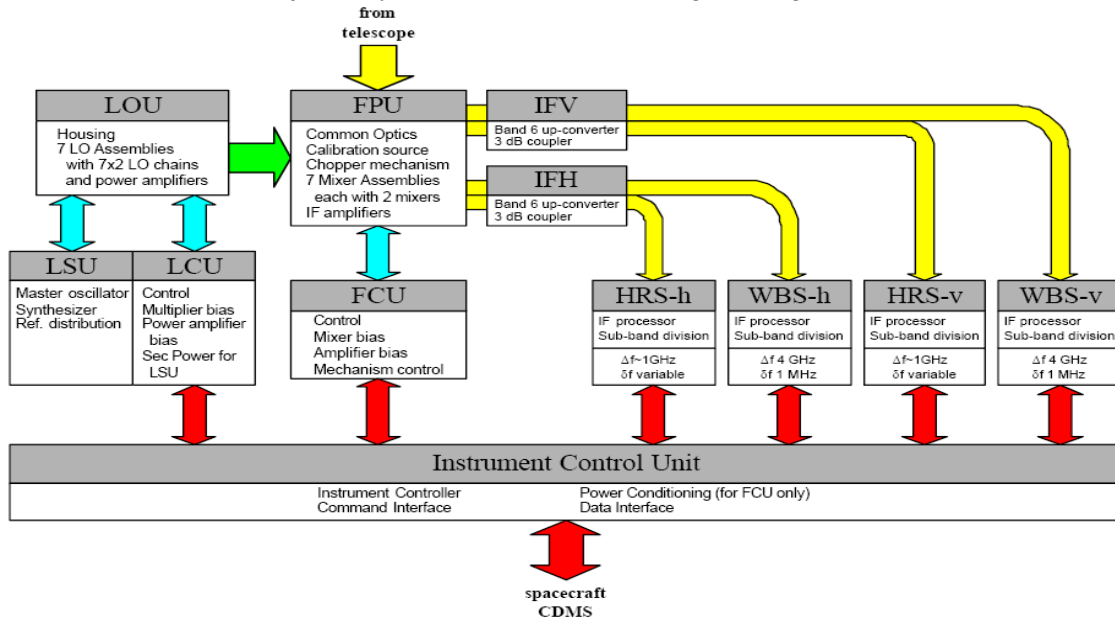 from
telescope
LOU
Housing
7 LO Assemblies
with 7x2 LO chains
and power amplifiers
FPU
Common Optics
Calibration source
Chopper mechanism
7 Mixer Assemblies
each with 2 mixers
IF amplifiers
IFV
Band 6 up-converter
3 dB coupler
IFH
Band 6 up-converter
3 dB coupler
LSU
Master oscillator
Synthesizer
Ref. distribution
LCU
Control
Multiplier bias
Power amplifier
bias
Sec Power for
LSU
FCU
Control
Mixer bias
Amplifier bias
Mechanism control
HRS-h
IF processor
Sub-band division
Δf~1GHz
δf variable
WBS-h
IF processor
Sub-band division
Δf 4 GHz
δf 1 MHz
HRS-v
IF processor
Sub-band division
Δf~1GHz
δf variable
WBS-v
IF processor
Sub-band division
Δf 4 GHz
δf 1 MHz
Instrument Control Unit
Instrument Controller
Command Interface
Power Conditioning (for FCU only)
Data Interface
spacecraft
CDMS